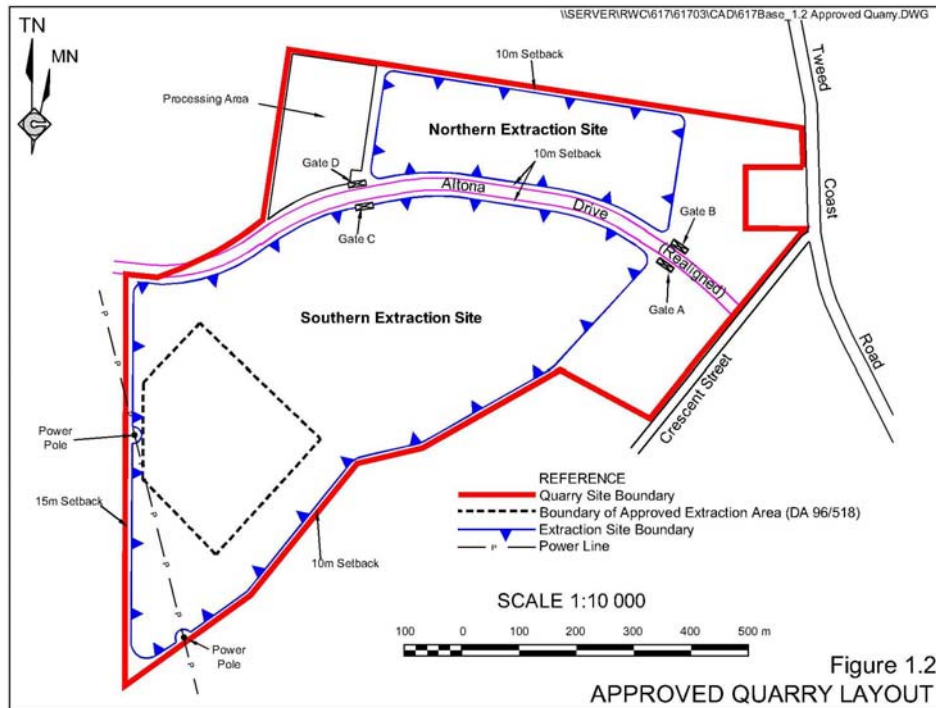 \\SERVER\RWC\617\61703\CAD\617Base_1.2 Approved Quarry.DWG
TN
MN
10m Setback
Tweed
Coast
Road
Processing Area
Northern Extraction Site
10m Setback
Gate D
Altona
Drive
(Realigned)
Gate C
Gate B
Gate A
Southern Extraction Site
Crescent Street
P
P
Power
Pole
15m Setback
P
P
P
10m Setback
Power
Pole
P
REFERENCE
Quarry Site Boundary
Boundary of Approved Extraction Area (DA 96/518)
Extraction Site Boundary
P Power Line
SCALE 1:10 000
100 0 100 200 300 400 500 m
Figure 1.2
APPROVED QUARRY LAYOUT